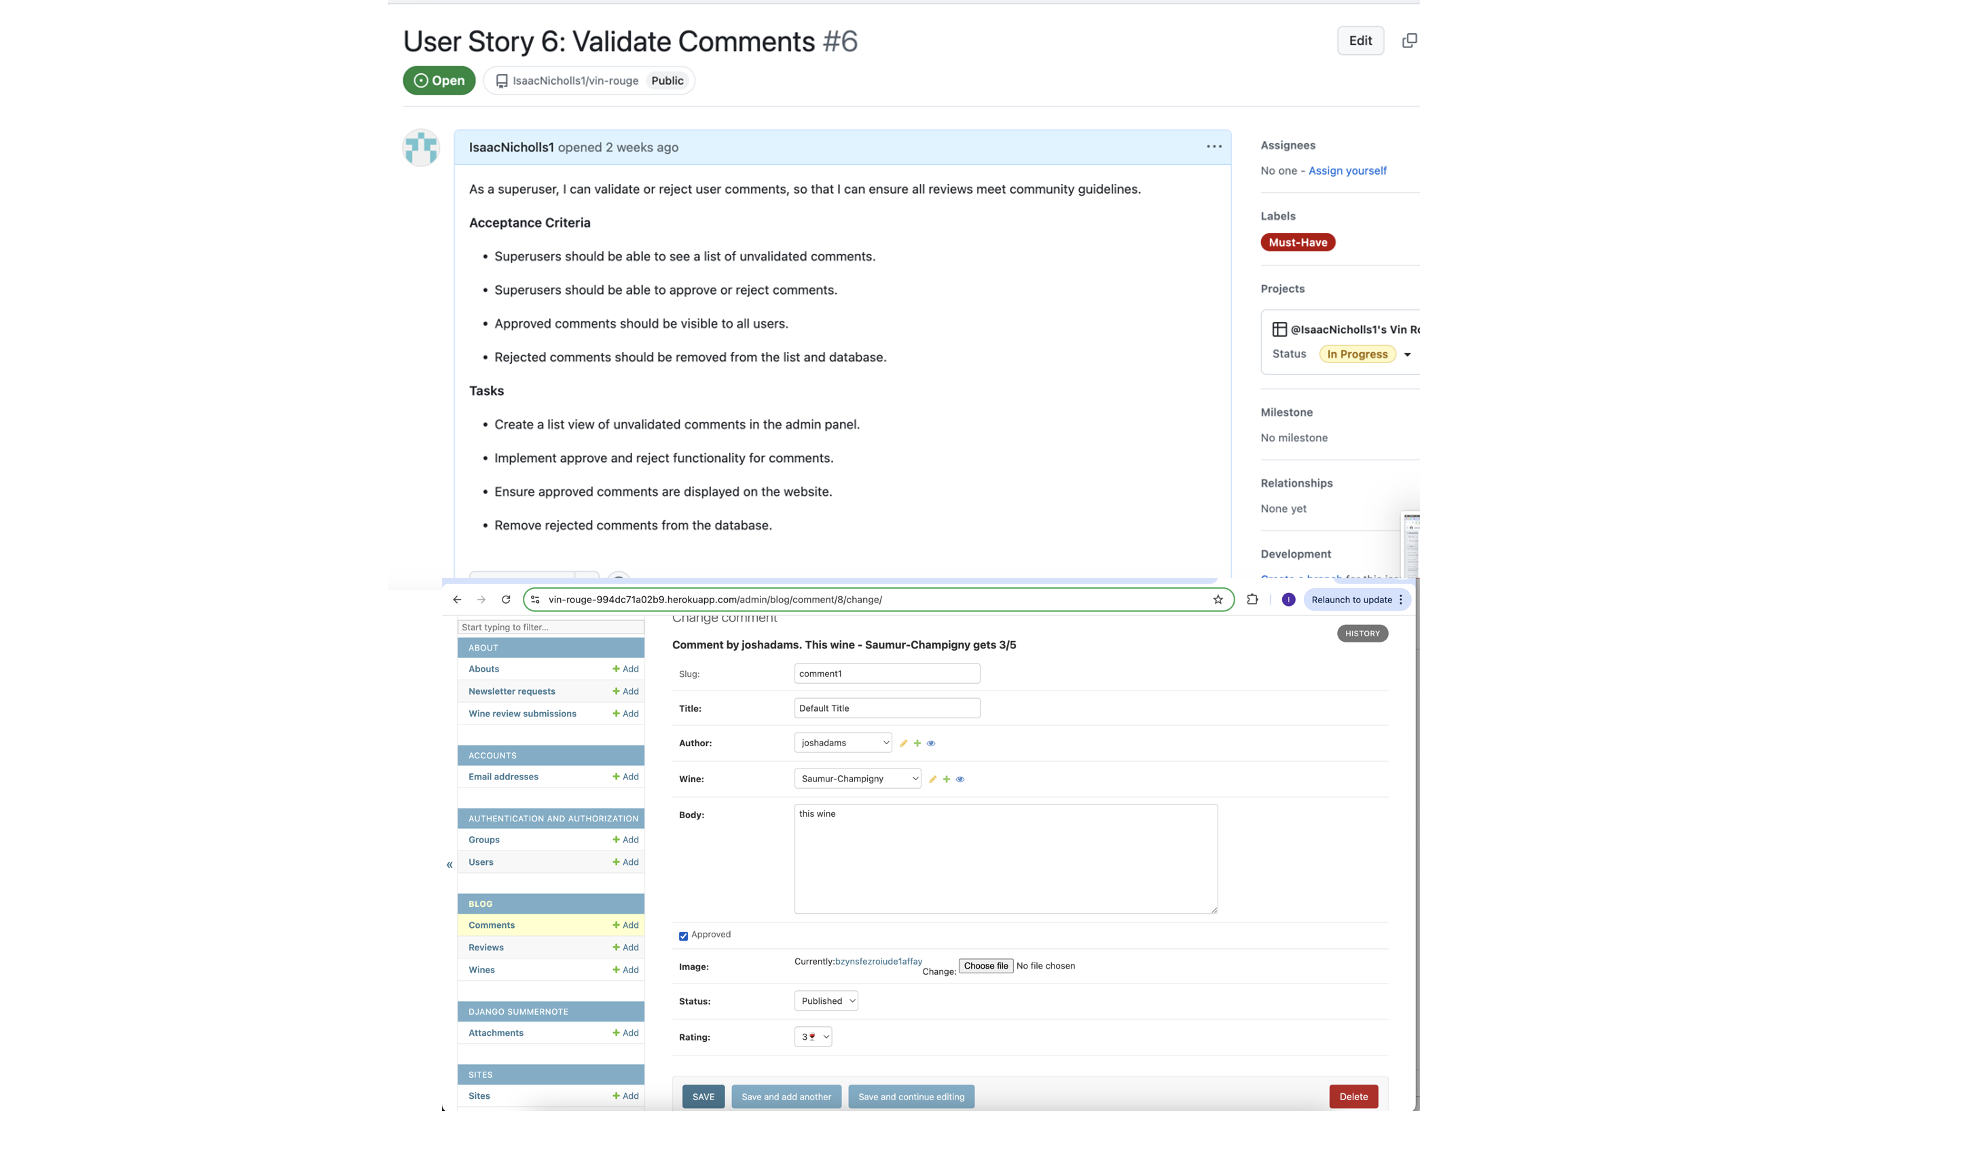 User Story 6: Validate Comments #6
Edit
Open
IsaacNicholls1/vin-rouge Public
IsaacNicholls1 opened 2 weeks ago
As a superuser, I can validate or reject user comments, so that I can ensure all reviews meet community guidelines.
Acceptance Criteria
• Superusers should be able to see a list of unvalidated comments.
• Superusers should be able to approve or reject comments.
• Approved comments should be visible to all users.
• Rejected comments should be removed from the list and database.
Tasks
• Create a list view of unvalidated comments in the admin panel.
• Implement approve and reject functionality for comments.
• Ensure approved comments are displayed on the website.
• Remove rejected comments from the database.
Assignees
No one - Assign yourself
Labels
Must-Have
Projects
@IsaacNicholls1's Vin Ro
Status In Progress
Milestone
No milestone
Relationships
None yet
Development
vin-rouge-994dc71a02b9.herokuapp.com/admin/blog/comment/8/change/
I
Relaunch to update
Start typing to filter...
ABOUT
Abouts + Add
Newsletter requests + Add
Wine review submissions + Add
ACCOUNTS
Email addresses + Add
AUTHENTICATION AND AUTHORIZATION
Groups + Add
Users + Add
«
BLOG
Comments + Add
Reviews + Add
Wines + Add
DJANGO SUMMERNOTE
Attachments + Add
SITES
Sites + Add
Change comment
HISTORY
Comment by joshadams. This wine - Saumur-Champigny gets 3/5
Slug: comment1
Title: Default Title
Author: joshadams
Wine: Saumur-Champigny
Body: this wine
Approved
Image: Currently:bzynsfezroiude1affay
Change: Choose file No file chosen
Status: Published
Rating: 3🍷
SAVE Save and add another Save and continue editing Delete